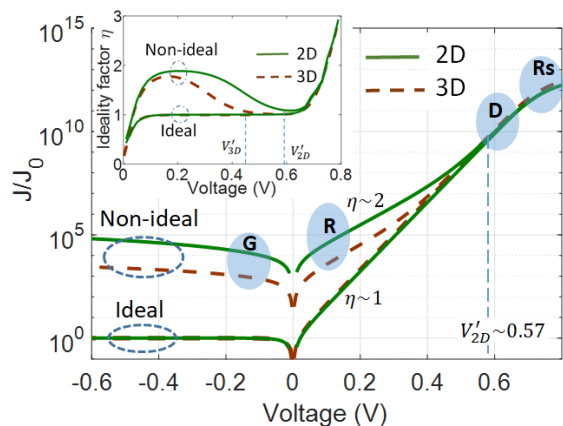 Ideality factor η
3
2
1
0
Non-ideal
2D
3D
Ideal
V′3D
V′2D
0 0.2 0.4 0.6 0.8
Voltage (V)
J/J0
10^15
10^10
10^5
10^0
2D
3D
Rs
D
G
R
η~2
η~1
Non-ideal
Ideal
V′2D~0.57
-0.6 -0.4 -0.2 0 0.2 0.4 0.6
Voltage (V)